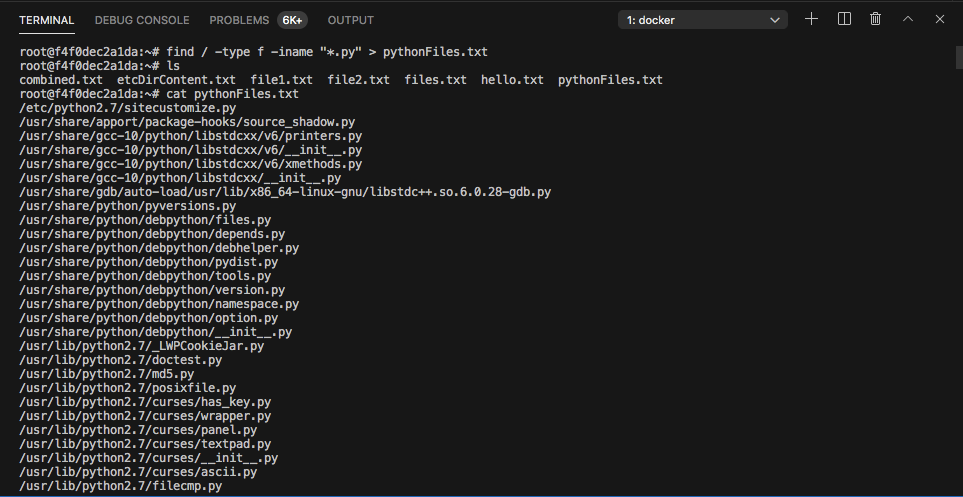 TERMINAL DEBUG CONSOLE PROBLEMS 6K+ OUTPUT 1: docker
root@f4f0dec2a1da:~# find / -type f -iname "*.py" > pythonFiles.txt
root@f4f0dec2a1da:~# ls
combined.txt etcDirContent.txt file1.txt file2.txt files.txt hello.txt pythonFiles.txt
root@f4f0dec2a1da:~# cat pythonFiles.txt
/etc/python2.7/sitecustomize.py
/usr/share/apport/package-hooks/source_shadow.py
/usr/share/gcc-10/python/libstdcxx/v6/printers.py
/usr/share/gcc-10/python/libstdcxx/v6/__init__.py
/usr/share/gcc-10/python/libstdcxx/v6/xmethods.py
/usr/share/gcc-10/python/libstdcxx/__init__.py
/usr/share/gdb/auto-load/usr/lib/x86_64-linux-gnu/libstdc++.so.6.0.28-gdb.py
/usr/share/python/pyversions.py
/usr/share/python/debpython/files.py
/usr/share/python/debpython/depends.py
/usr/share/python/debpython/debhelper.py
/usr/share/python/debpython/pydist.py
/usr/share/python/debpython/tools.py
/usr/share/python/debpython/version.py
/usr/share/python/debpython/namespace.py
/usr/share/python/debpython/option.py
/usr/share/python/debpython/__init__.py
/usr/lib/python2.7/_LWPCookieJar.py
/usr/lib/python2.7/doctest.py
/usr/lib/python2.7/md5.py
/usr/lib/python2.7/posixfile.py
/usr/lib/python2.7/curses/has_key.py
/usr/lib/python2.7/curses/wrapper.py
/usr/lib/python2.7/curses/panel.py
/usr/lib/python2.7/curses/textpad.py
/usr/lib/python2.7/curses/__init__.py
/usr/lib/python2.7/curses/ascii.py
/usr/lib/python2.7/filecmp.py